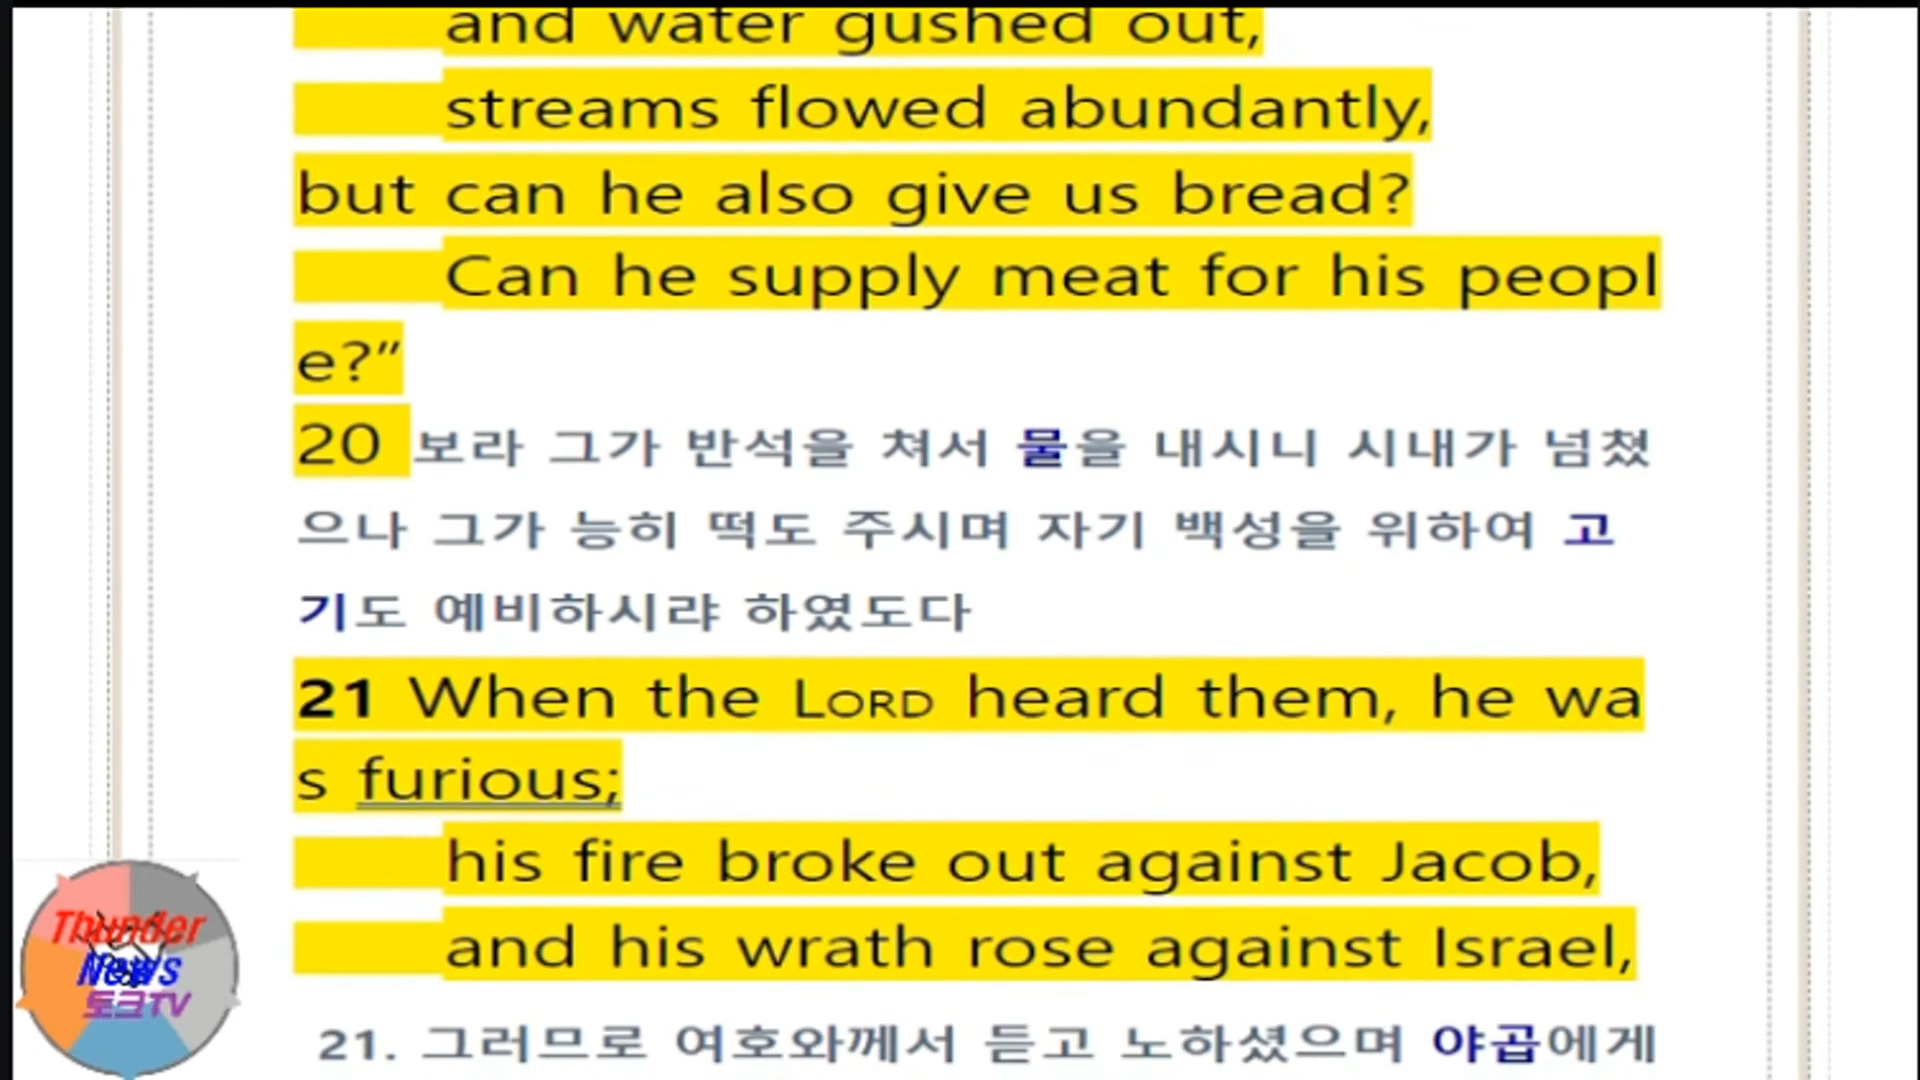 and water gushed out,
streams flowed abundantly,
but can he also give us bread?
Can he supply meat for his peopl
e?”
20 보라 그가 반석을 쳐서 물을 내시니 시내가 넘쳤
으나 그가 능히 떡도 주시며 자기 백성을 위하여 고
기도 예비하시랴 하였도다
21 When the LORD heard them, he wa
s furious;
his fire broke out against Jacob,
and his wrath rose against Israel,
21. 그러므로 여호와께서 듣고 노하셨으며 야곱에게
Thunder
News
토크TV